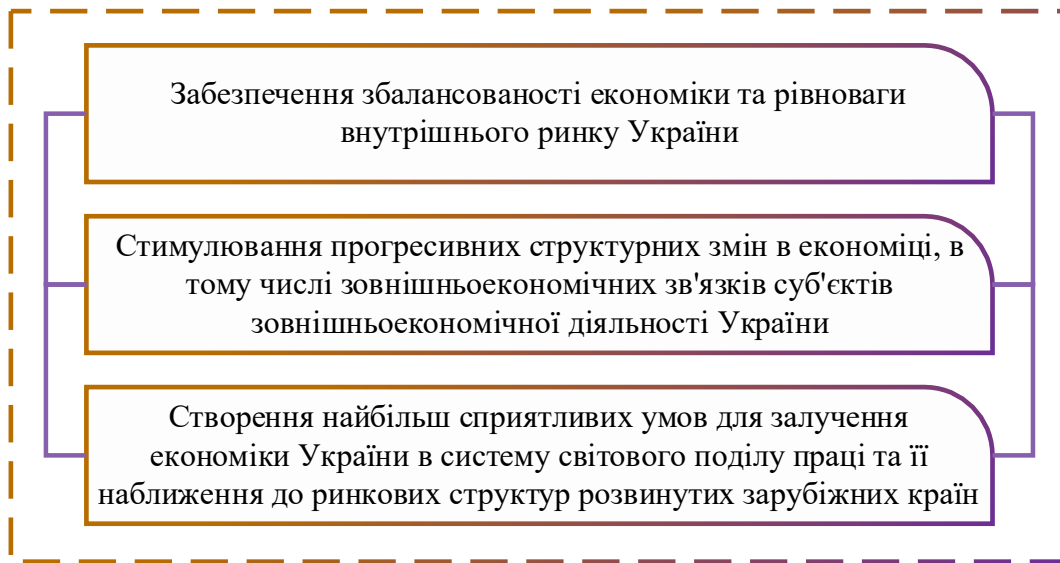 Забезпечення збалансованості економіки та рівноваги
внутрішнього ринку України
Стимулювання прогресивних структурних змін в економіці, в
тому числі зовнішньоекономічних зв'язків суб'єктів
зовнішньоекономічної діяльності України
Створення найбільш сприятливих умов для залучення
економіки України в систему світового поділу праці та її
наближення до ринкових структур розвинутих зарубіжних країн